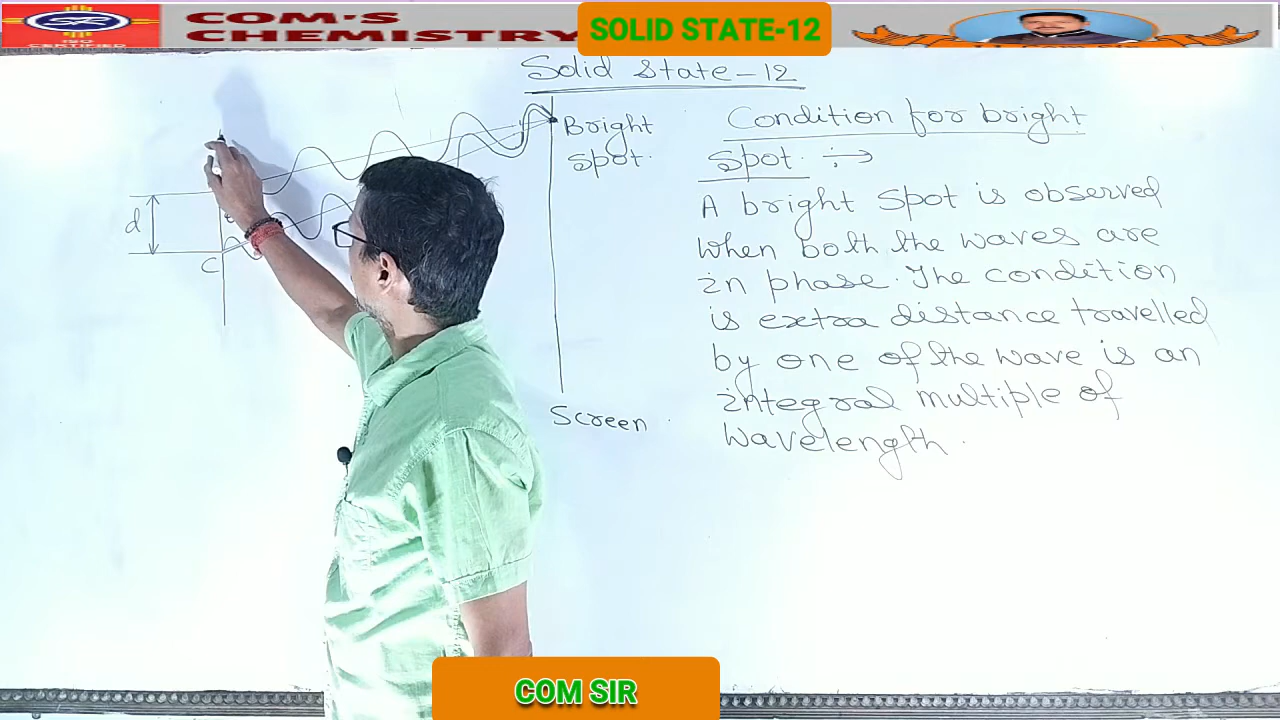 COM'S
CHEMISTRY
ISO
CERTIFIED
SOLID STATE-12
Solid State-12
Bright
Spot.
d
C
Screen
Condition for bright
Spot. :→
A bright Spot is observed
When both the waves are
in phase. The condition
is extra distance travelled
by one of the wave is an
integral multiple of
Wavelength.
COM SIR